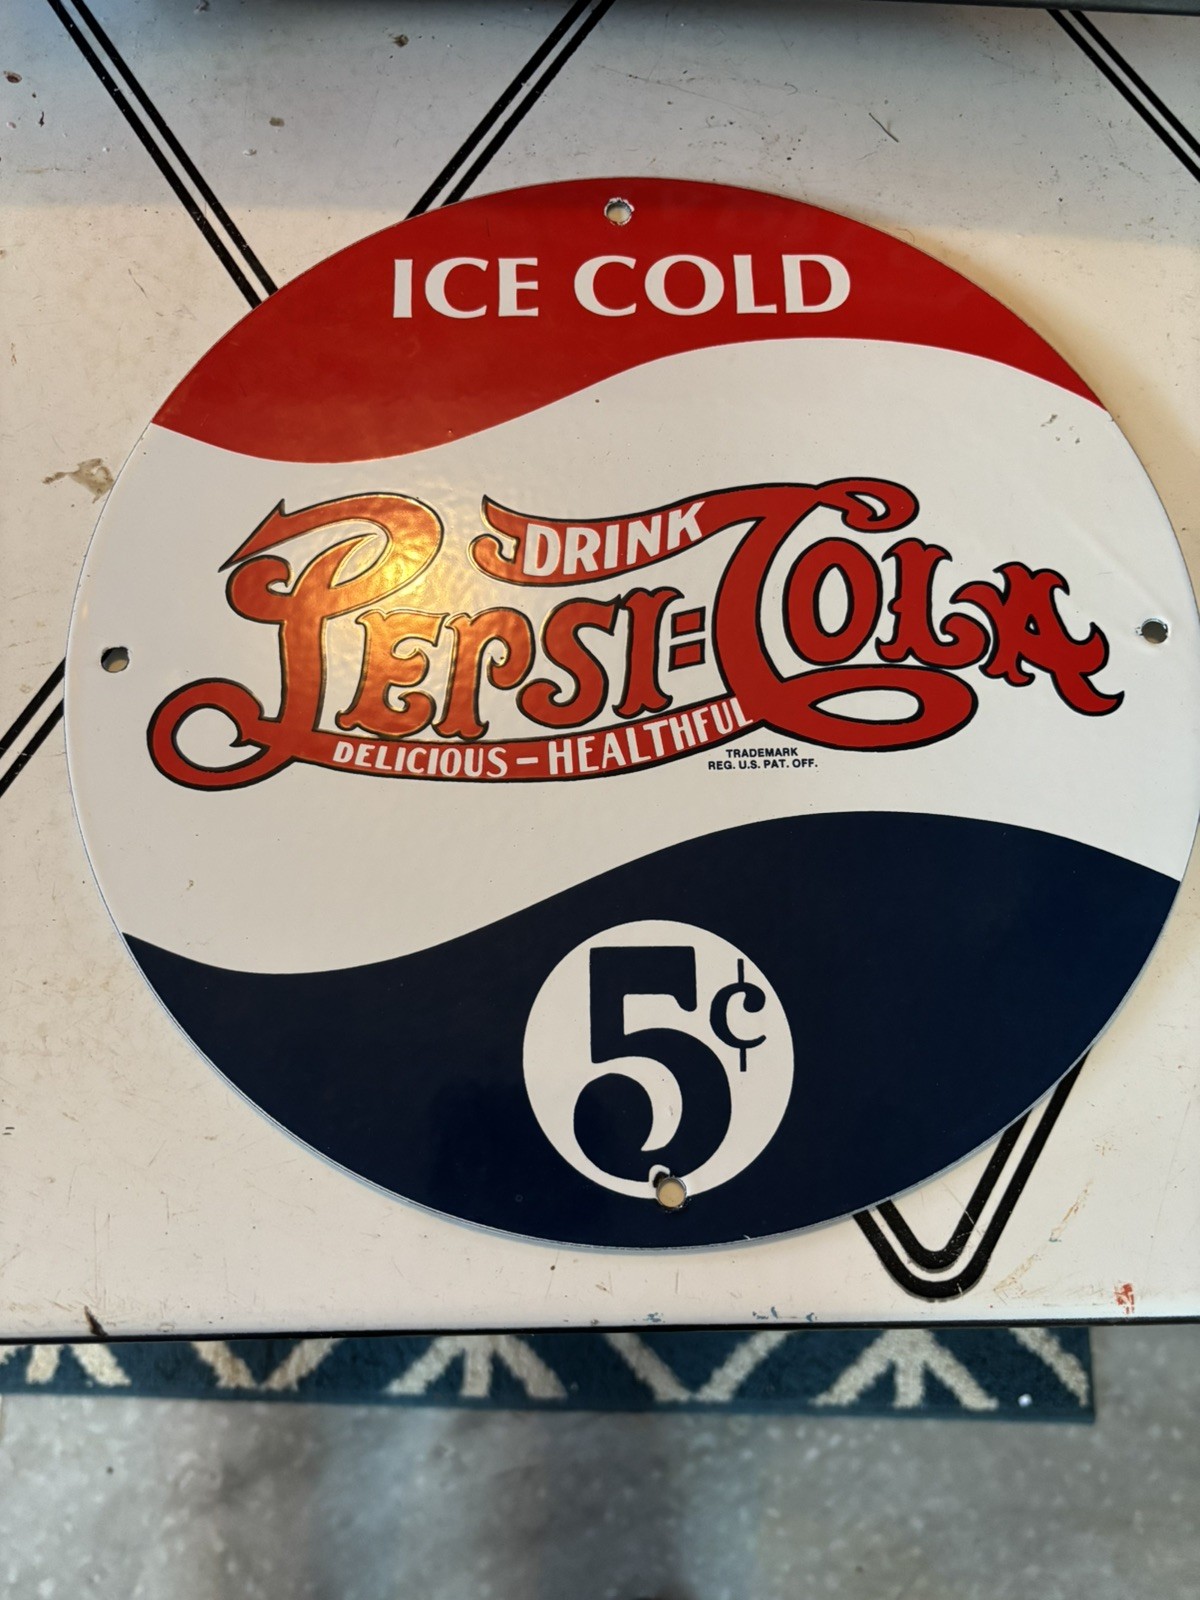 ICE COLD
DRINK
PEPSI:COLA
DELICIOUS-HEALTHFUL
TRADEMARK
REG. U.S. PAT. OFF.
5¢